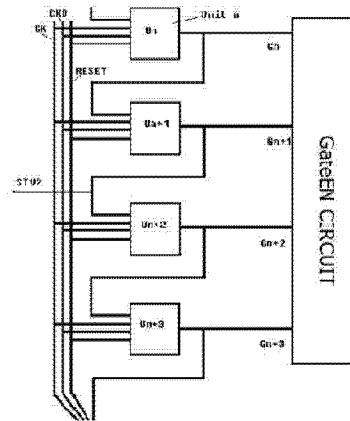 CKB
Unit n
CK
Un
Gn
RESET
Un+1
Gn+1
STV2
Un+2
Gn+2
Un+3
Gn+3
GateEN CIRCUIT